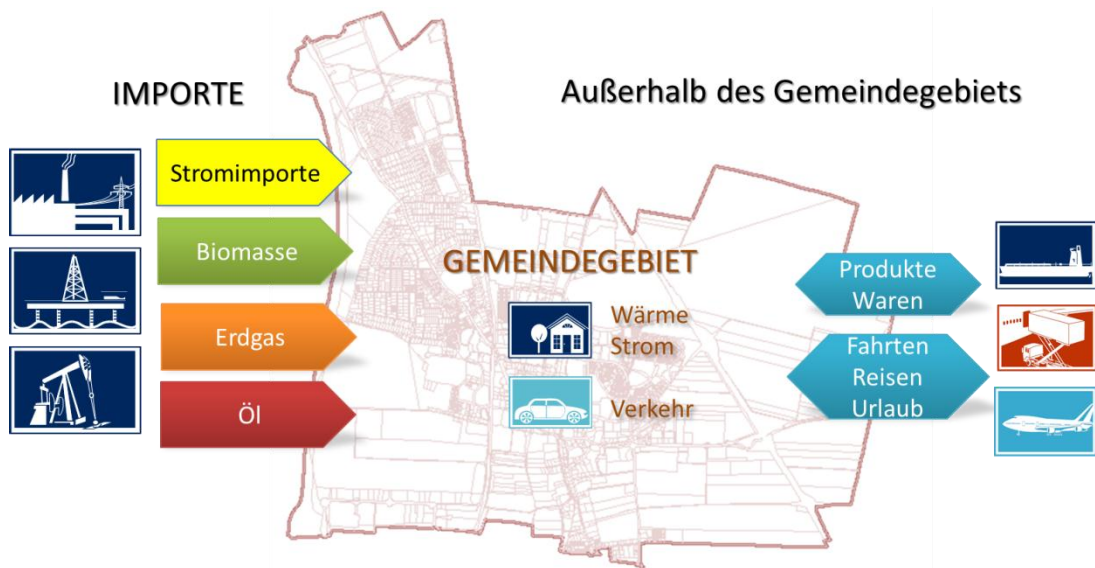 IMPORTE
Außerhalb des Gemeindegebiets
Stromimporte
Biomasse
Erdgas
Öl
GEMEINDEGEBIET
Wärme
Strom
Verkehr
Produkte
Waren
Fahrten
Reisen
Urlaub